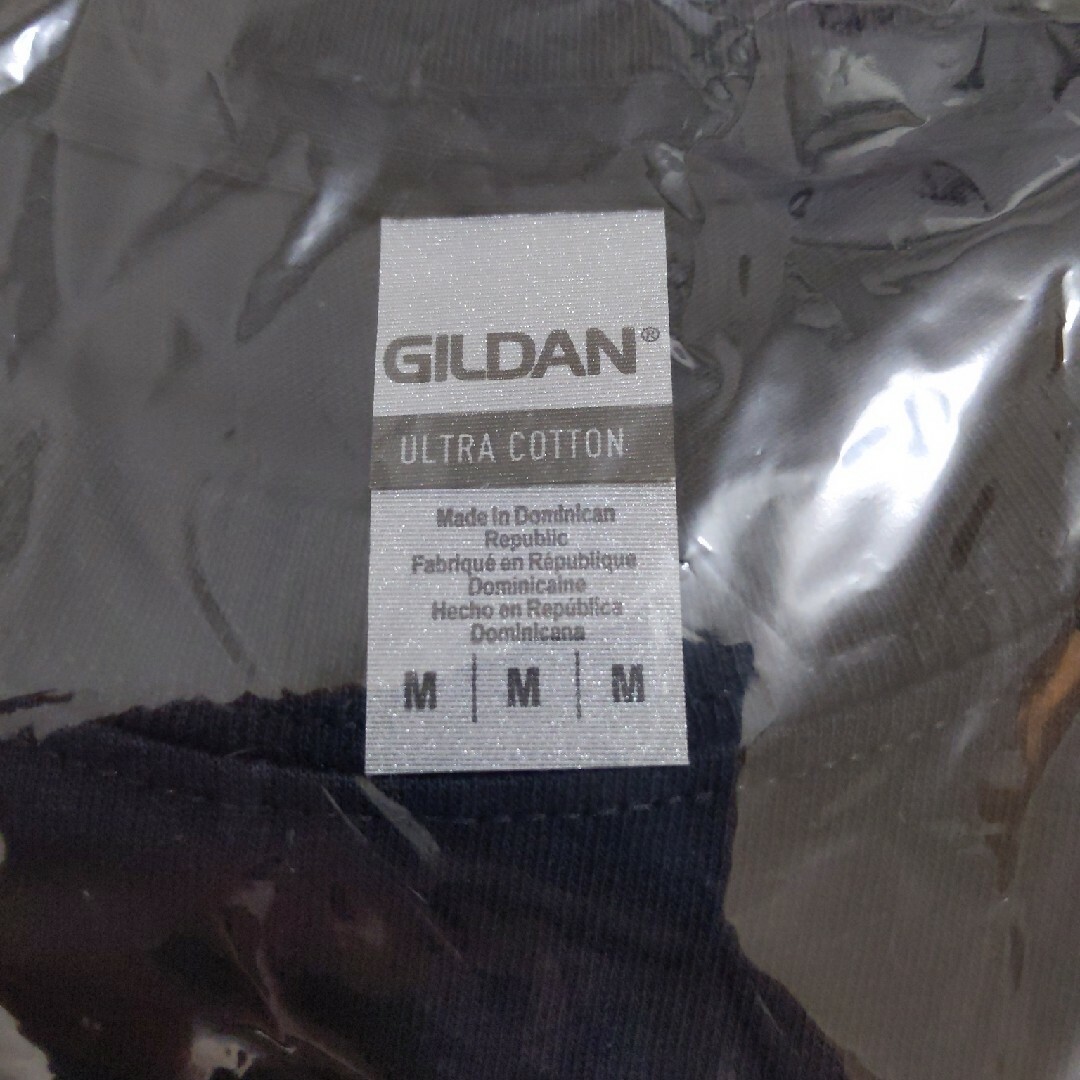 GILDAN®
ULTRA COTTON
Made in Dominican
Republic
Fabriqué en République
Dominicaine
Hecho en República
Dominicana
M | M | M